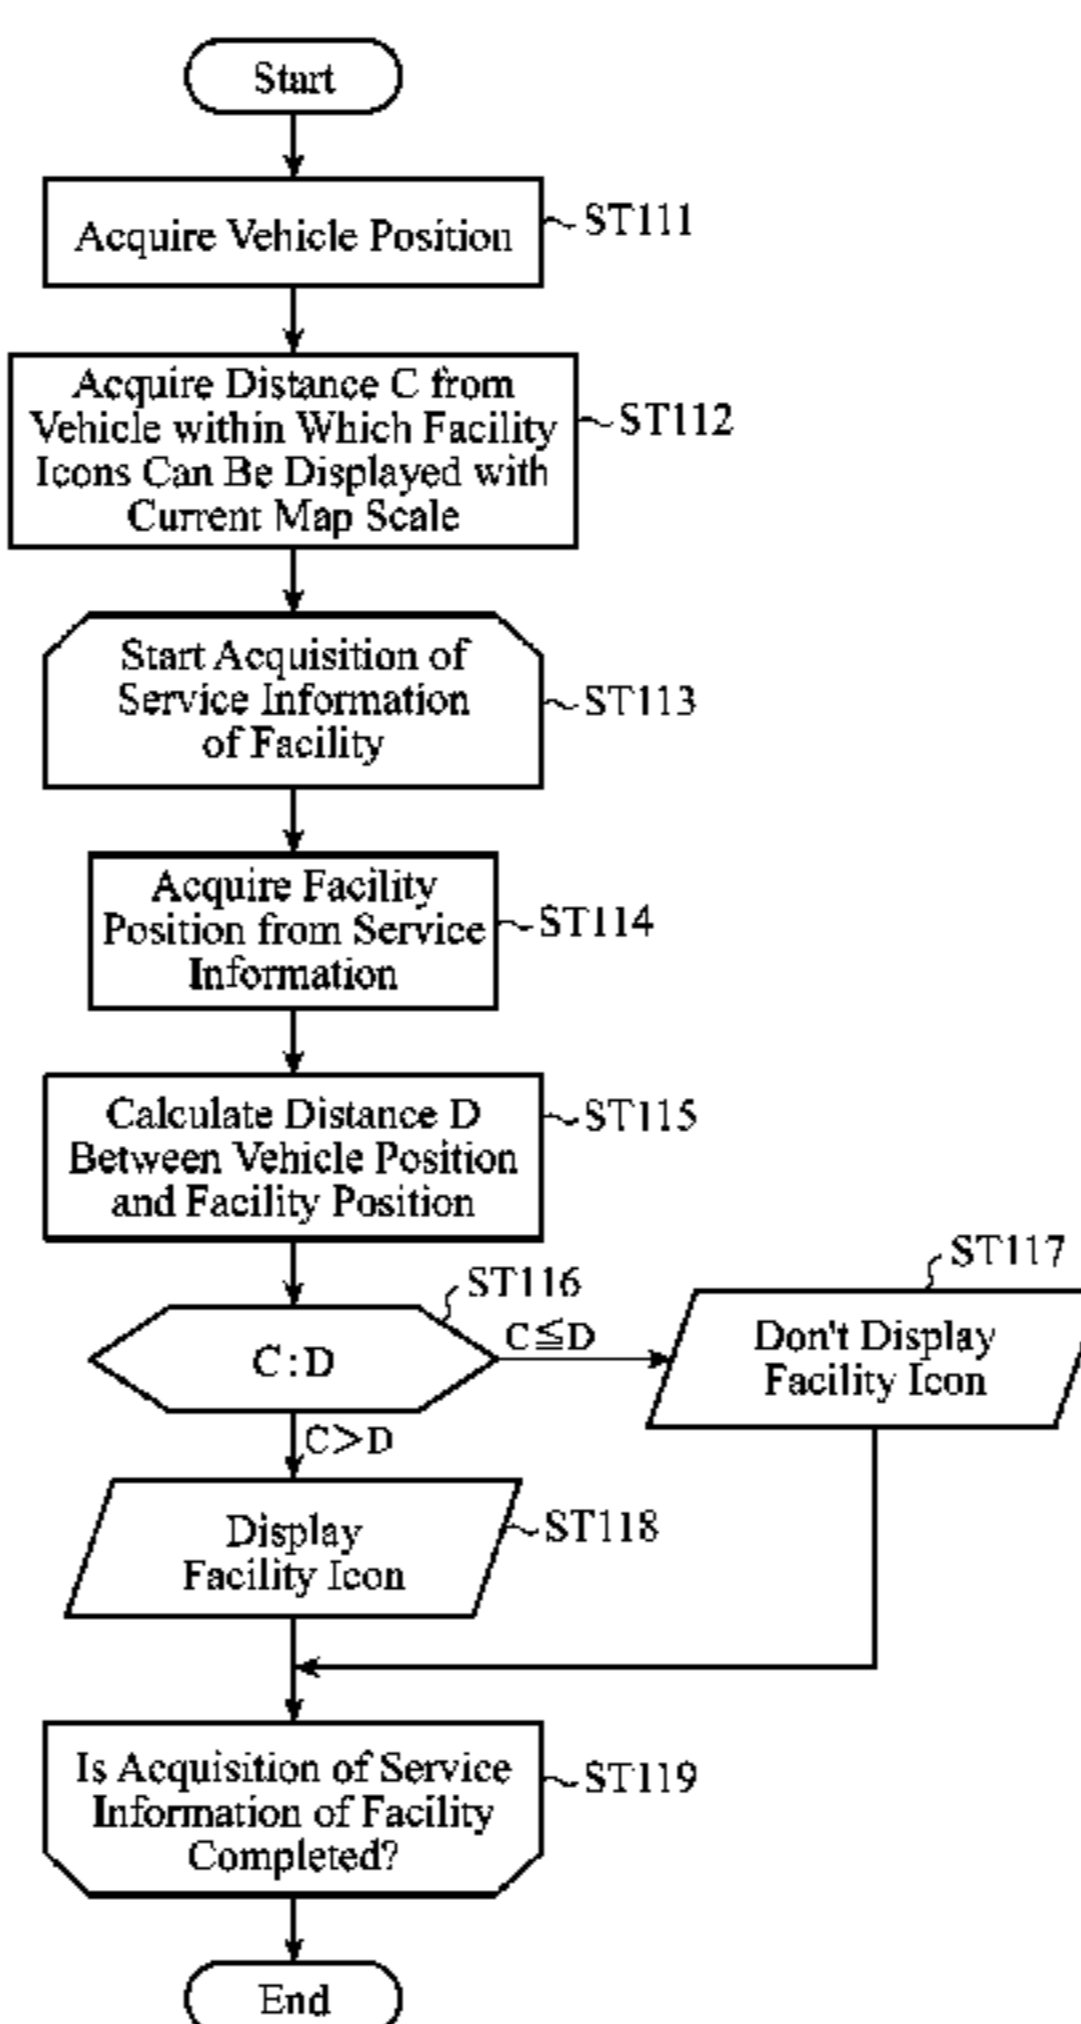 Start
Acquire Vehicle Position
ST111
Acquire Distance C from
Vehicle within Which Facility
Icons Can Be Displayed with
Current Map Scale
ST112
Start Acquisition of
Service Information
of Facility
ST113
Acquire Facility
Position from Service
Information
ST114
Calculate Distance D
Between Vehicle Position
and Facility Position
ST115
C:D
ST116
C≦D
Don't Display
Facility Icon
ST117
C>D
Display
Facility Icon
ST118
Is Acquisition of Service
Information of Facility
Completed?
ST119
End